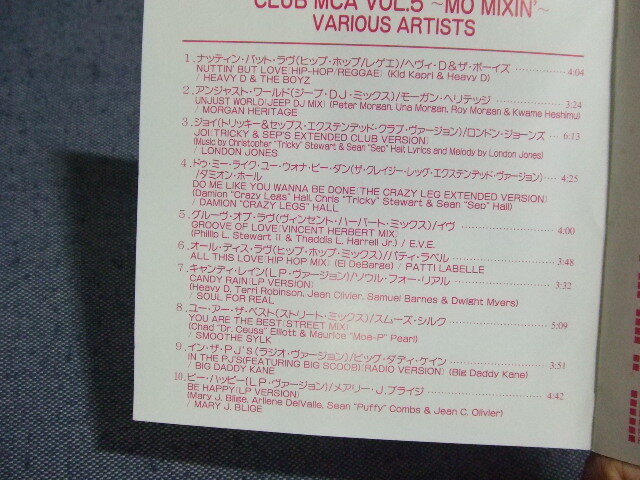 CLUB MCA VOL.5 ~MO MIXIN'~
VARIOUS ARTISTS
1.ナッティン・バット・ラヴ(ヒップ・ホップ/レゲエ)/ヘヴィ・D&ザ・ボーイズ ……………… 4:04
NUTTIN' BUT LOVE(HIP-HOP/REGGAE) (Kid Kapri & Heavy D)
/ HEAVY D & THE BOYZ
2.アンジャスト・ワールド(ジープ・DJ・ミックス)/モーガン・ヘリテッジ ……………… 3:24
UNJUST WORLD(JEEP DJ MIX) (Peter Morgan, Una Morgan, Roy Morgan & Kwame Heshimu)
/ MORGAN HERITAGE
3.ジョイ(トリッキー&セップス・エクステンデッド・クラブ・ヴァージョン)/ロンドン・ジョーンズ …… 6:13
JOI(TRICKY & SEP'S EXTENDED CLUB VERSION)
(Music by Christopher "Tricky" Stewart & Sean "Sep" Hall, Lyrics and Melody by London Jones)
/ LONDON JONES
4.ドゥ・ミー・ライク・ユー・ウォナ・ビー・ダン(ザ・クレイジー・レッグ・エクステンデッド・ヴァージョン) …… 4:25
/ダミオン・ホール
DO ME LIKE YOU WANNA BE DONE(THE CRAZY LEG EXTENDED VERSION)
(Damion "Crazy Legs" Hall, Chris "Tricky" Stewart & Sean "Sep" Hall)
/ DAMION "CRAZY LEGS" HALL
5.グルーヴ・オブ・ラヴ(ヴィンセント・ハーバート・ミックス)/イヴ ……………… 4:00
GROOVE OF LOVE(VINCENT HERBERT MIX)
(Phillip L. Stewart II & Thaddis L. Harrell Jr.) / E.V.E.
6.オール・ディス・ラヴ(ヒップ・ホップ・ミックス)/パティ・ラベル ……………… 3:48
ALL THIS LOVE(HIP HOP MIX) (El DeBarge) / PATTI LABELLE
7.キャンディ・レイン(LP・ヴァージョン)/ソウル・フォー・リアル ……………… 3:32
CANDY RAIN(LP VERSION)
(Heavy D, Terri Robinson, Jean Olivier, Samuel Barnes & Dwight Myers)
/ SOUL FOR REAL
8.ユー・アー・ザ・ベスト(ストリート・ミックス)/スムーズ・シルク ……………… 5:09
YOU ARE THE BEST(STREET MIX)
(Chad "Dr. Ceuss" Elliott & Maurice "Moe-P" Pearl)
/ SMOOTHE SYLK
9.イン・ザ・PJ'S(ラジオ・ヴァージョン)/ビッグ・ダディ・ケイン ……………… 3:51
IN THE PJ'S(FEATURING BIG SCOOB)(RADIO VERSION) (Big Daddy Kane)
/ BIG DADDY KANE
10.ビー・ハッピー(LP・ヴァージョン)/メアリー・J.ブライジ ……………… 4:42
BE HAPPY(LP VERSION)
(Mary J. Blige, Arlene DelValle, Sean "Puffy" Combs & Jean C. Olivier)
/ MARY J. BLIGE